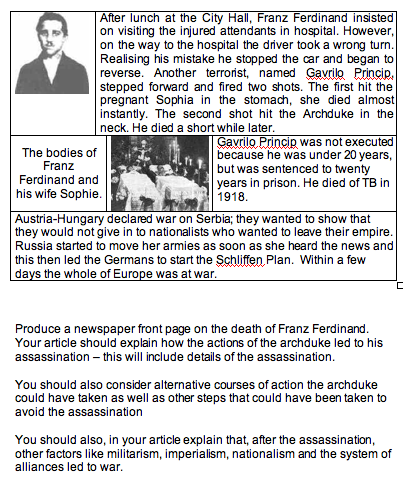 After lunch at the City Hall, Franz Ferdinand insisted
on visiting the injured attendants in hospital. However,
on the way to the hospital the driver took a wrong turn.
Realising his mistake he stopped the car and began to
reverse. Another terrorist, named Gavrilo Princip,
stepped forward and fired two shots. The first hit the
pregnant Sophia in the stomach, she died almost
instantly. The second shot hit the Archduke in the
neck. He died a short while later.
The bodies of
Franz
Ferdinand and
his wife Sophie.
Gavrilo Princip was not executed
because he was under 20 years,
but was sentenced to twenty
years in prison. He died of TB in
1918.
Austria-Hungary declared war on Serbia; they wanted to show that
they would not give in to nationalists who wanted to leave their empire.
Russia started to move her armies as soon as she heard the news and
this then led the Germans to start the Schliffen Plan. Within a few
days the whole of Europe was at war.
Produce a newspaper front page on the death of Franz Ferdinand.
Your article should explain how the actions of the archduke led to his
assassination – this will include details of the assassination.
You should also consider alternative courses of action the archduke
could have taken as well as other steps that could have been taken to
avoid the assassination
You should also, in your article explain that, after the assassination,
other factors like militarism, imperialism, nationalism and the system of
alliances led to war.